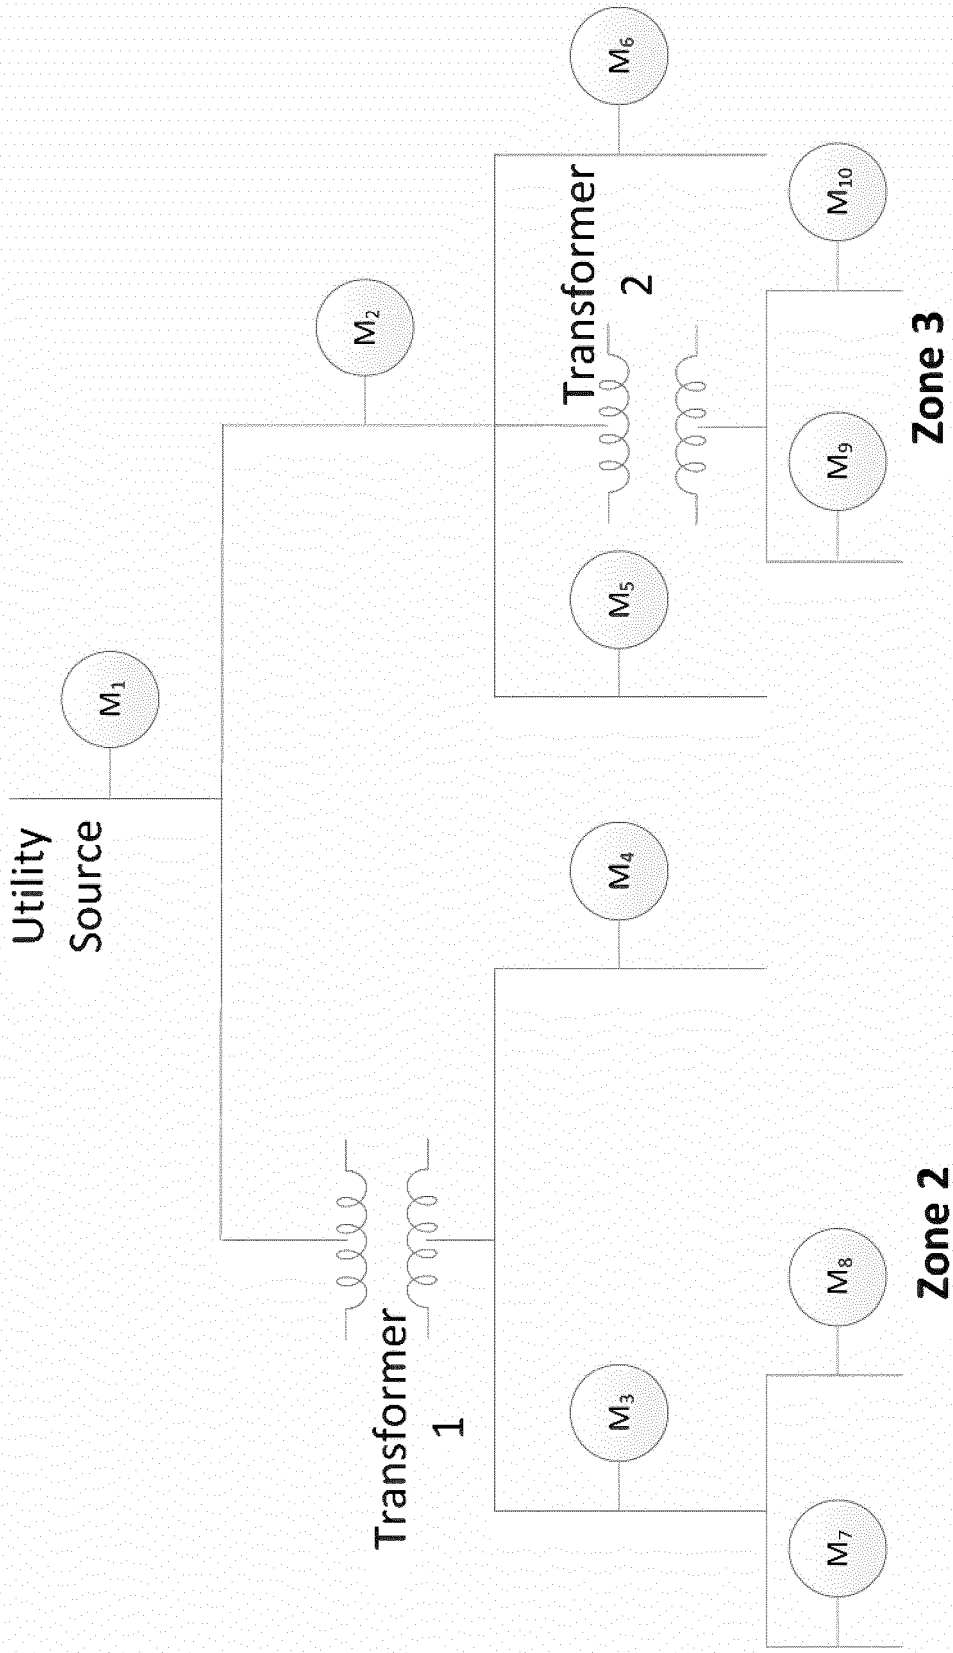 Utility
Source
M₁
M₂
Transformer
1
M₃
M₄
M₅
Transformer
2
M₆
M₇
M₈
M₉
M₁₀
Zone 2
Zone 3